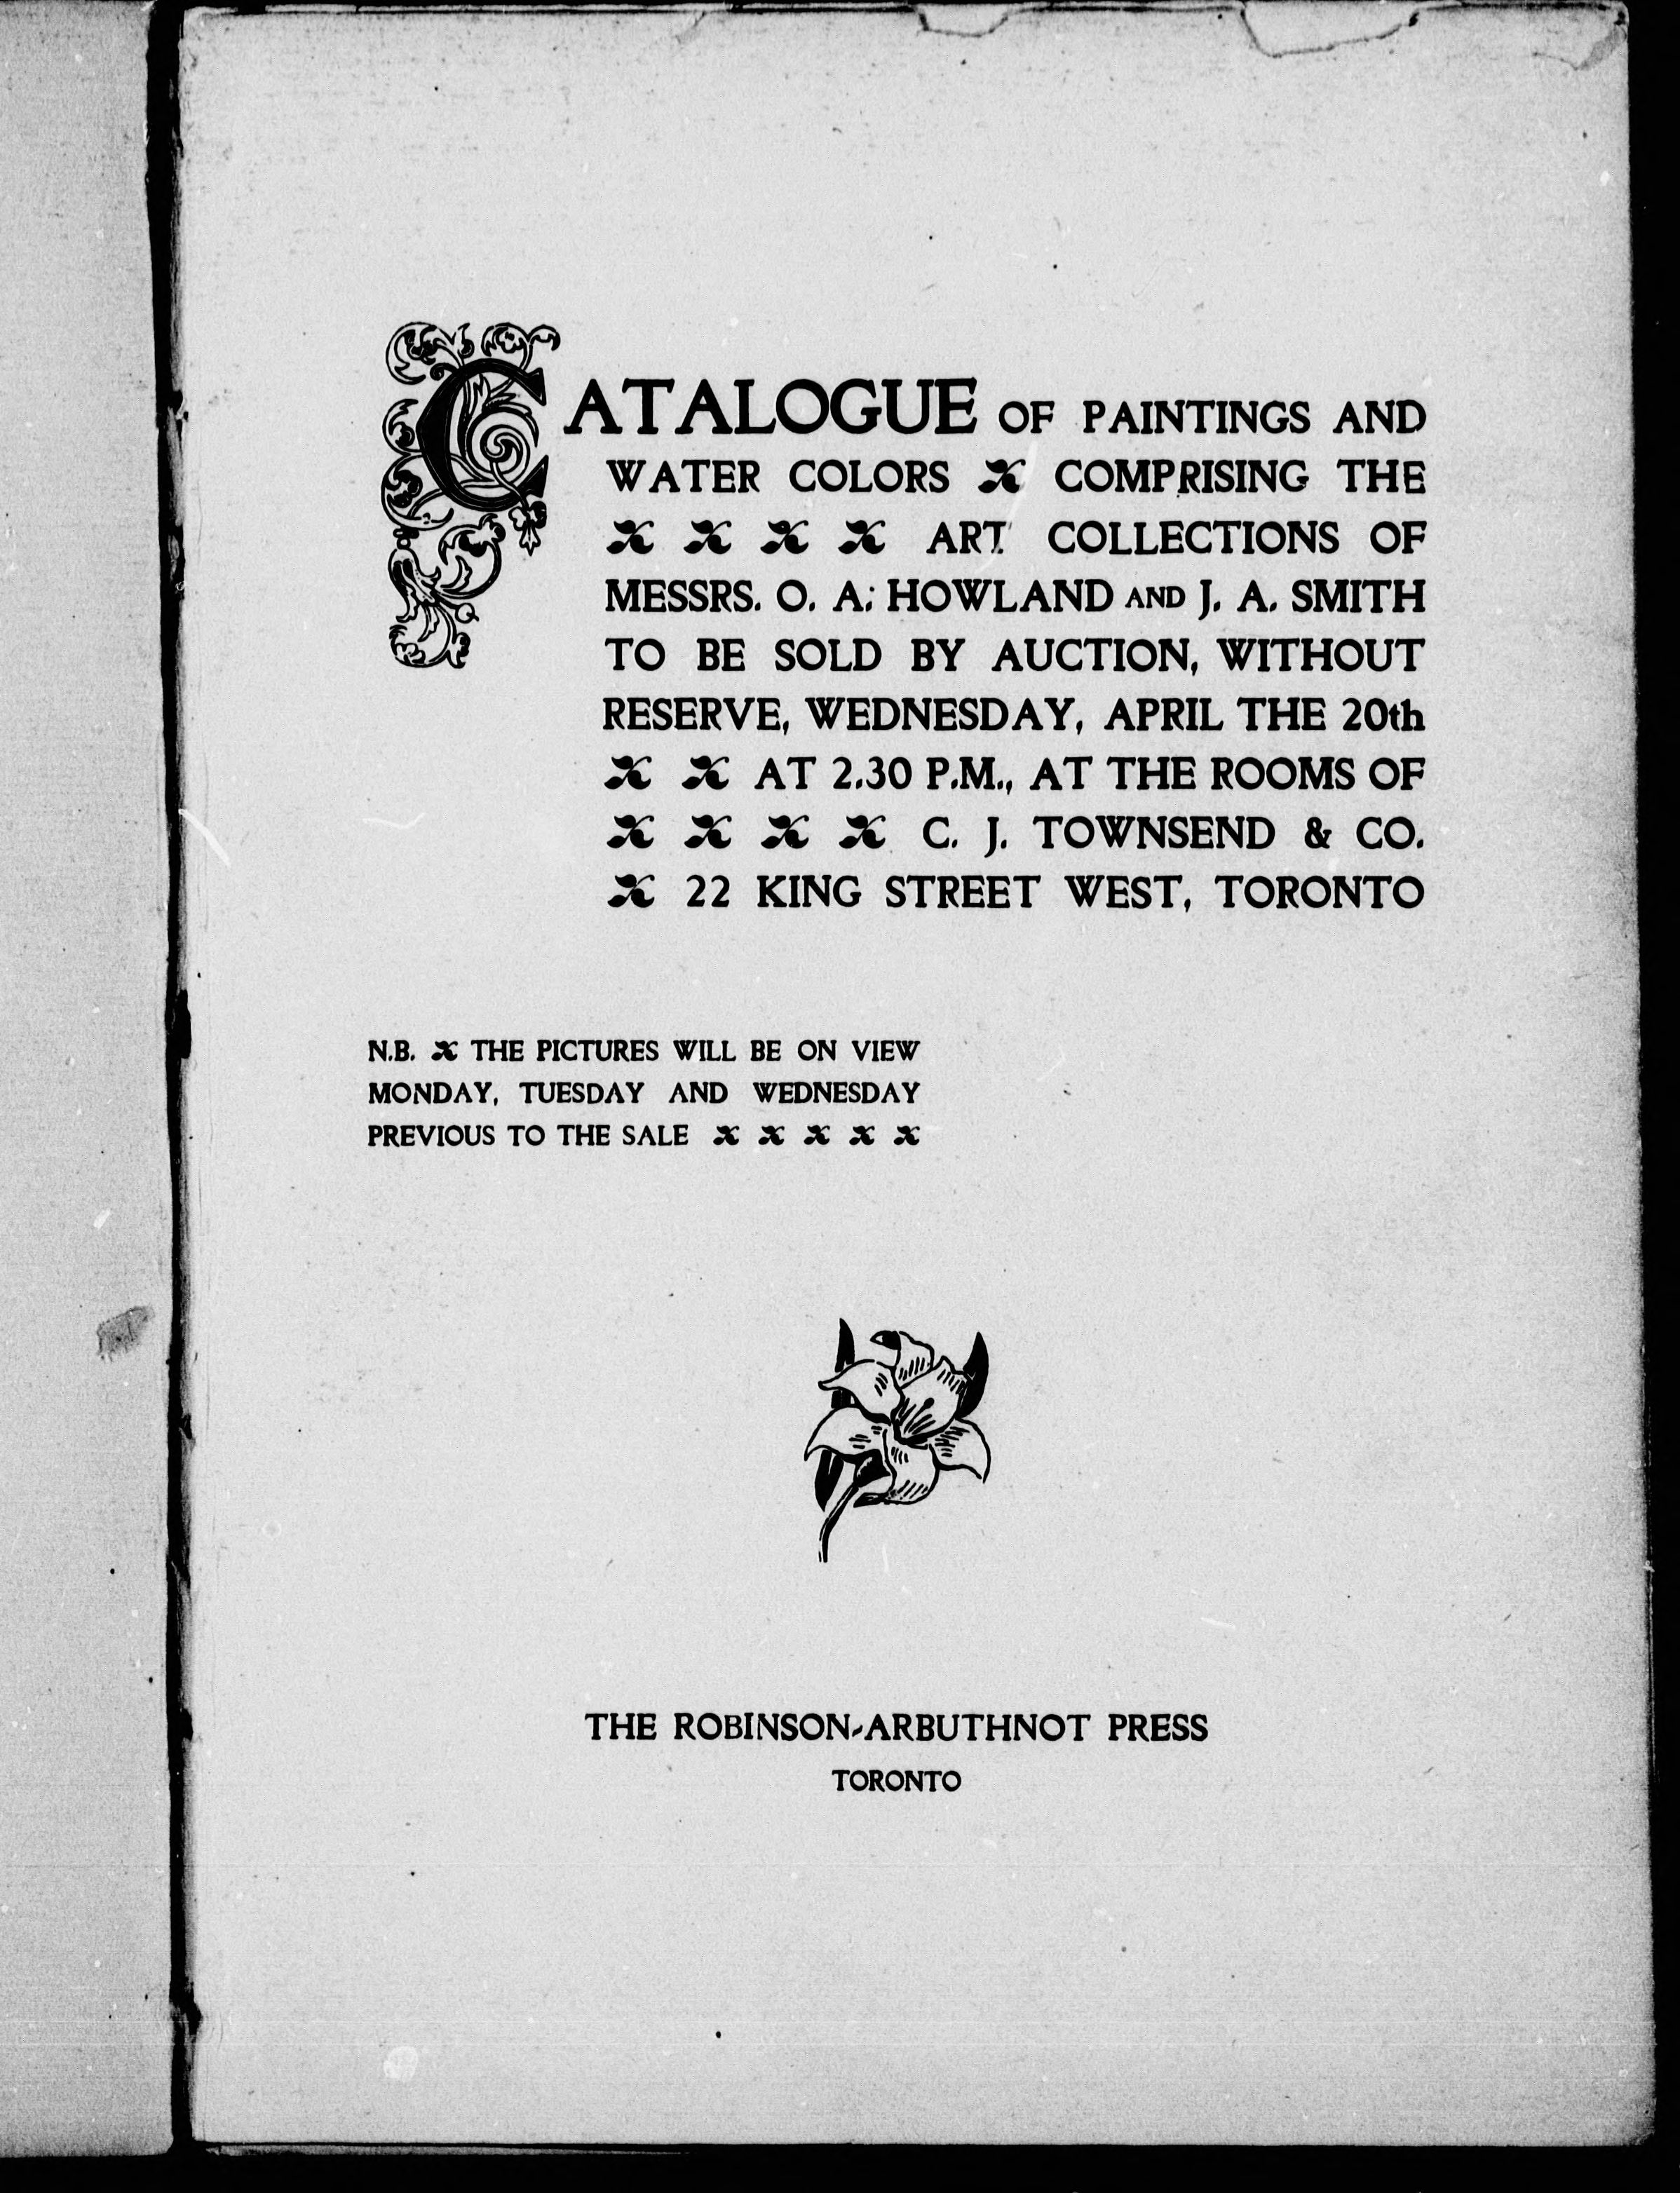 CATALOGUE OF PAINTINGS AND
WATER COLORS COMPRISING THE
ART COLLECTIONS OF
MESSRS. O. A. HOWLAND AND J. A. SMITH
TO BE SOLD BY AUCTION, WITHOUT
RESERVE, WEDNESDAY, APRIL THE 20th
AT 2.30 P.M., AT THE ROOMS OF
C. J. TOWNSEND & CO.
22 KING STREET WEST, TORONTO
N.B. THE PICTURES WILL BE ON VIEW
MONDAY, TUESDAY AND WEDNESDAY
PREVIOUS TO THE SALE
THE ROBINSON-ARBUTHNOT PRESS
TORONTO